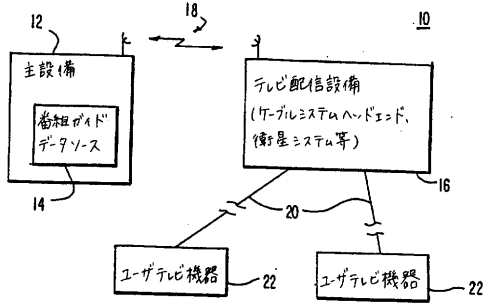 12
18
10
主設備
番組ガイド
データソース
14
テレビ配信設備
(ケーブルシステムヘッドエンド、
衛星システム等)
16
20
ユーザテレビ機器
22
ユーザテレビ機器
22